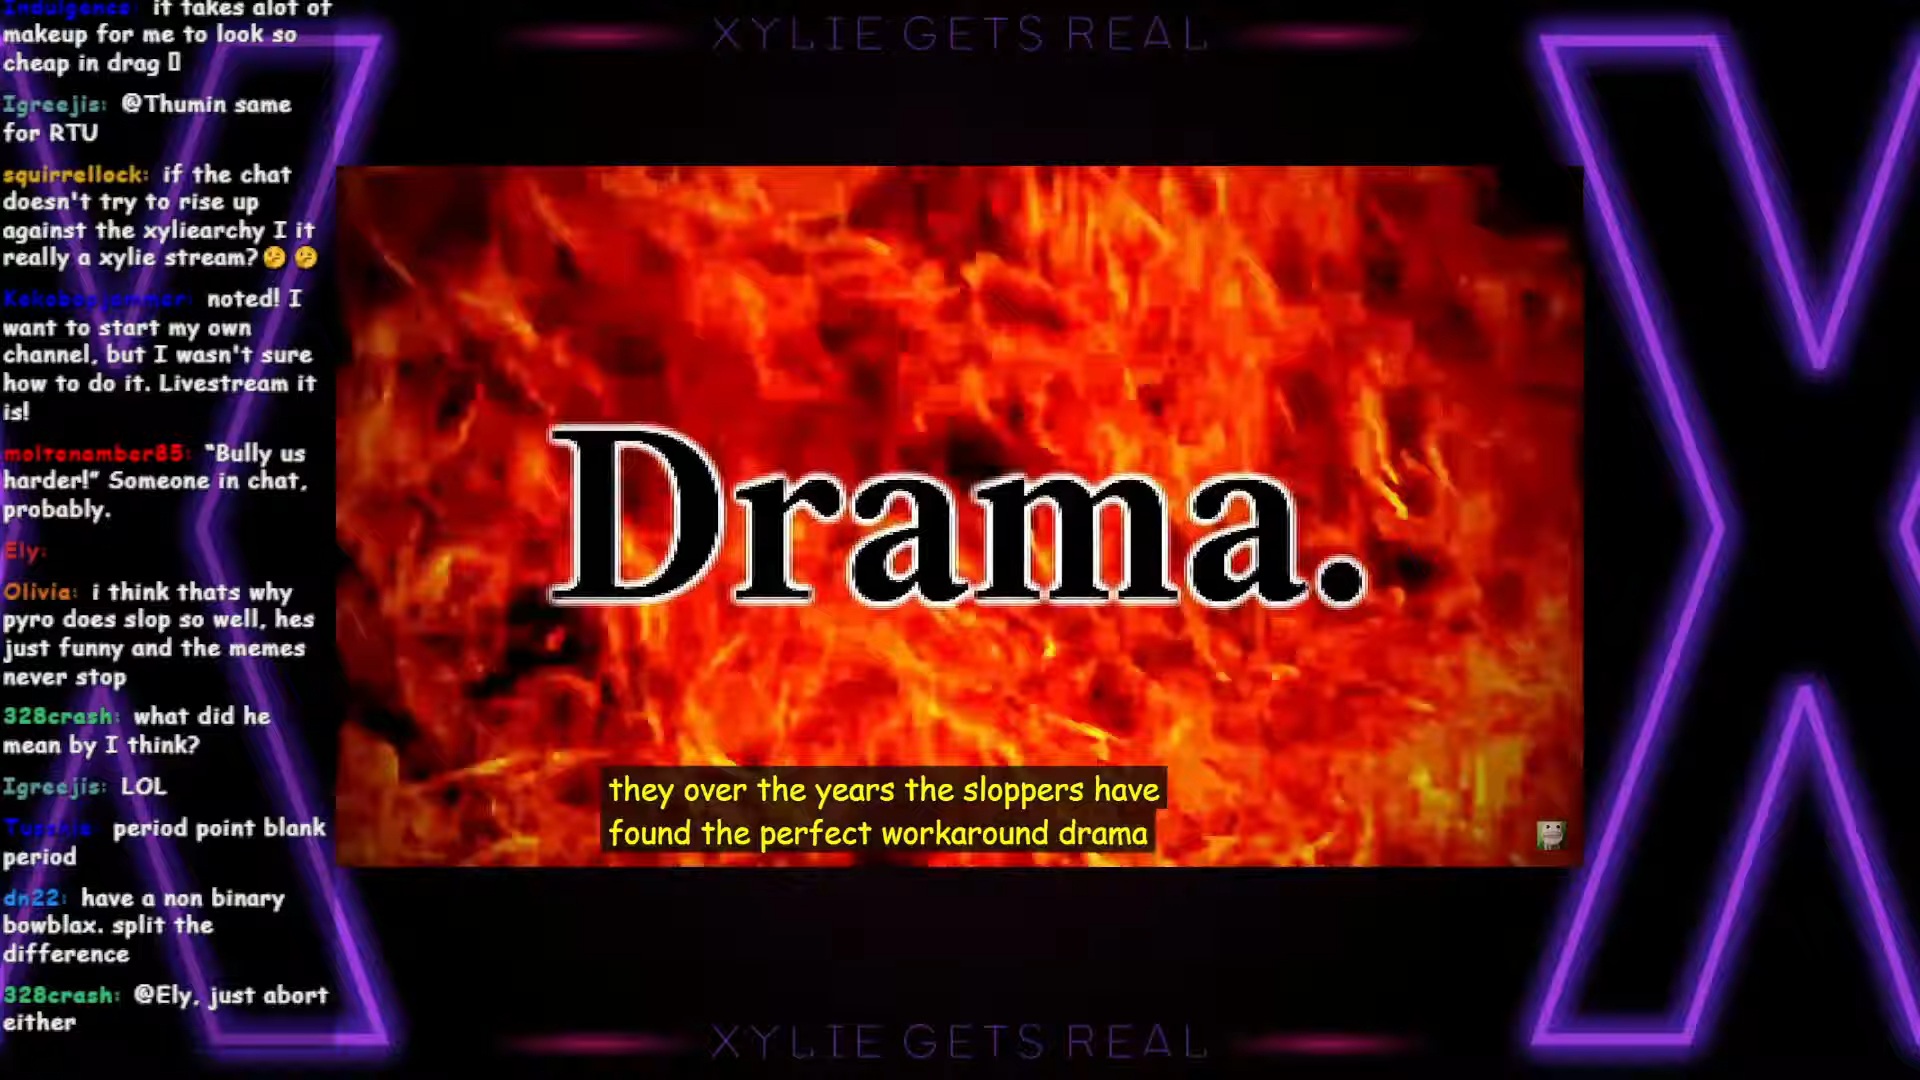 XYLIE GETS REAL
Indulgence: it takes alot of
makeup for me to look so
cheap in drag
Igreejis: @Thumin same
for RTU
squirrellock: if the chat
doesn't try to rise up
against the xyliearchy I it
really a xylie stream?
Kekobopjammer: noted! I
want to start my own
channel, but I wasn't sure
how to do it. Livestream it
is!
moltenamber85: “Bully us
harder!” Someone in chat,
probably.
Ely:
Olivia: i think thats why
pyro does slop so well, hes
just funny and the memes
never stop
328crash: what did he
mean by I think?
Igreejis: LOL
period point blank
period
dn22: have a non binary
bowblax. split the
difference
328crash: @Ely, just abort
either
Drama.
they over the years the sloppers have
found the perfect workaround drama
XYLIE GETS REAL